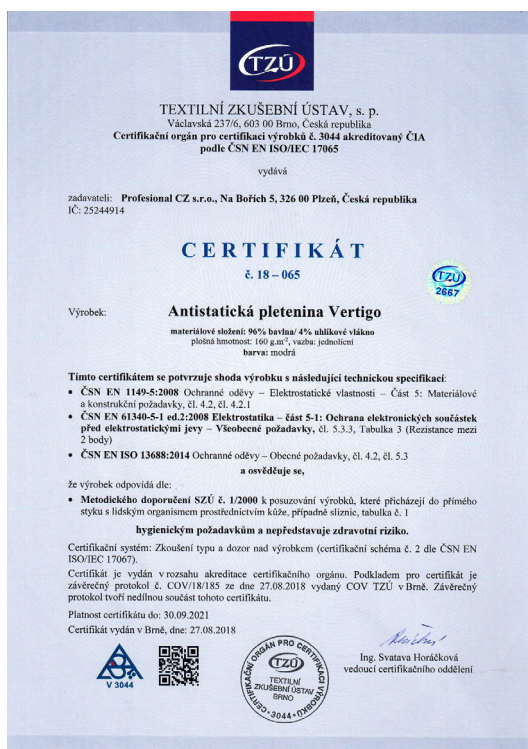 TZÚ
TEXTILNÍ ZKUŠEBNÍ ÚSTAV, s. p.
Václavská 237/6, 603 00 Brno, Česká republika
Certifikační orgán pro certifikaci výrobků č. 3044 akreditovaný ČIA
podle ČSN EN ISO/IEC 17065
vydává
zadavateli: Profesional CZ s.r.o., Na Bořích 5, 326 00 Plzeň, Česká republika
IČ: 25244914
CERTIFIKÁT
č. 18 – 065
TZÚ
2667
Výrobek: Antistatická pletenina Vertigo
materiálové složení: 96% bavlna/ 4% uhlíkové vlákno
plošná hmotnost: 160 g.m⁻², vazba: jednolícní
barva: modrá
Tímto certifikátem se potvrzuje shoda výrobku s následující technickou specifikací:
• ČSN EN 1149-5:2008 Ochranné oděvy – Elektrostatické vlastnosti – Část 5: Materiálové
a konstrukční požadavky, čl. 4.2, čl. 4.2.1
• ČSN EN 61340-5-1 ed.2:2008 Elektrostatika – část 5-1: Ochrana elektronických součástek
před elektrostatickými jevy – Všeobecné požadavky, čl. 5.3.3, Tabulka 3 (Rezistance mezi
2 body)
• ČSN EN ISO 13688:2014 Ochranné oděvy – Obecné požadavky, čl. 4.2, čl. 5.3
a osvědčuje se,
že výrobek odpovídá dle:
• Metodického doporučení SZÚ č. 1/2000 k posuzování výrobků, které přicházejí do přímého
styku s lidským organismem prostřednictvím kůže, případně sliznic, tabulka č. 1
hygienickým požadavkům a nepředstavuje zdravotní riziko.
Certifikační systém: Zkoušení typu a dozor nad výrobkem (certifikační schéma č. 2 dle ČSN EN
ISO/IEC 17067).
Certifikát je vydán v rozsahu akreditace certifikačního orgánu. Podkladem pro certifikát je
závěrečný protokol č. COV/18/185 ze dne 27.08.2018 vydaný COV TZÚ v Brně. Závěrečný
protokol tvoří nedílnou součást tohoto certifikátu.
Platnost certifikátu do: 30.09.2021
Certifikát vydán v Brně, dne: 27.08.2018
V 3044
CERTIFIKAČNÍ ORGÁN PRO CERTIFIKACI VÝROBKŮ
TZÚ
TEXTILNÍ
ZKUŠEBNÍ ÚSTAV
BRNO
3044
Ing. Svatava Horáčková
vedoucí certifikačního oddělení